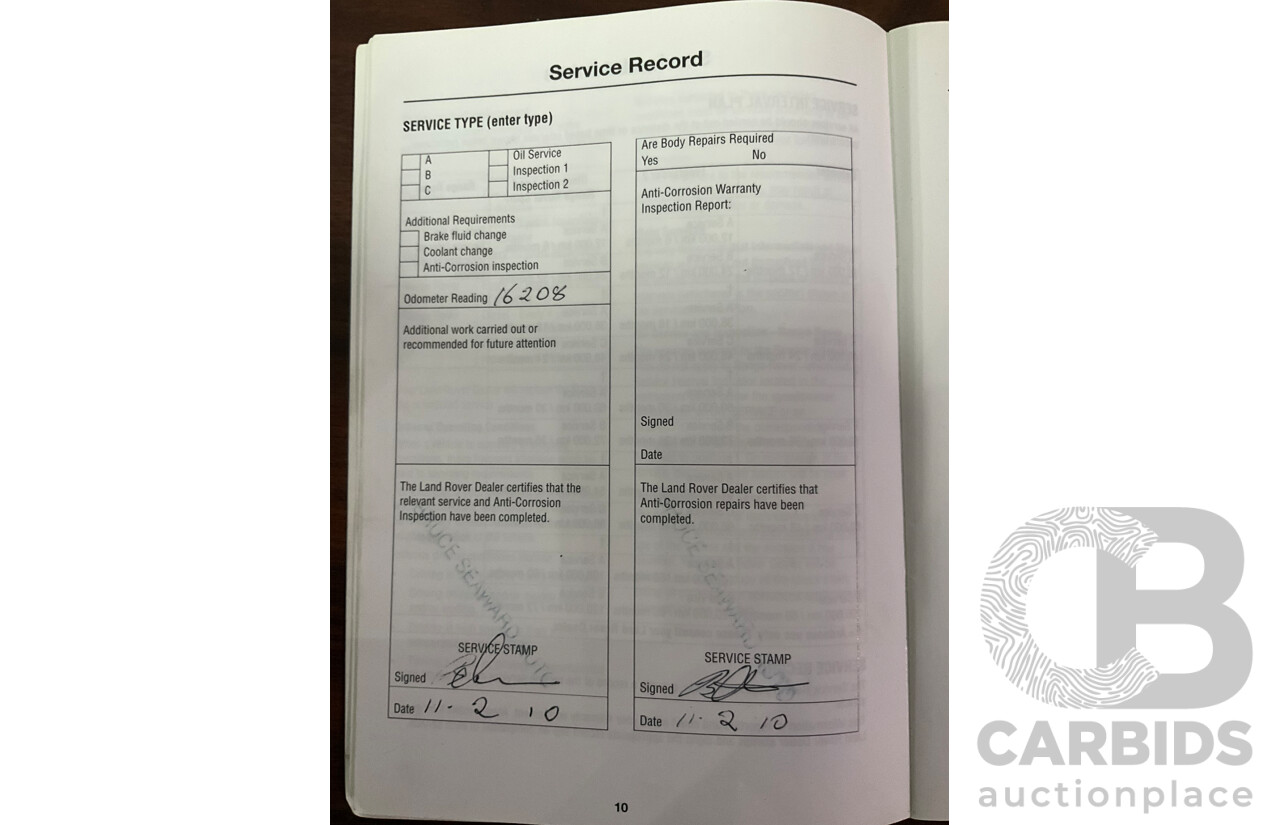 Service Record
SERVICE TYPE (enter type)
A
B
C
Oil Service
Inspection 1
Inspection 2
Additional Requirements
Brake fluid change
Coolant change
Anti-Corrosion inspection
Odometer Reading 16208
Additional work carried out or
recommended for future attention
The Land Rover Dealer certifies that the
relevant service and Anti-Corrosion
Inspection have been completed.
SEAWARD
SERVICE STAMP
Signed
Date 11. 2 10
Are Body Repairs Required
Yes No
Anti-Corrosion Warranty
Inspection Report:
Signed
Date
The Land Rover Dealer certifies that
Anti-Corrosion repairs have been
completed.
SEAWARD AUTO
SERVICE STAMP
Signed
Date 11. 2 10
10
CB
CARBIDS
auctionplace